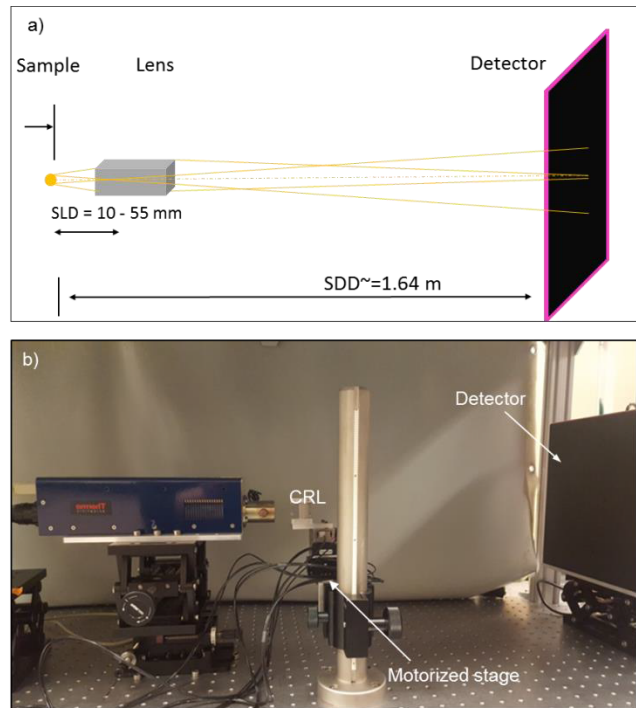 a)
Sample
Lens
Detector
SLD = 10 - 55 mm
SDD~=1.64 m
b)
Detector
CRL
Motorized stage